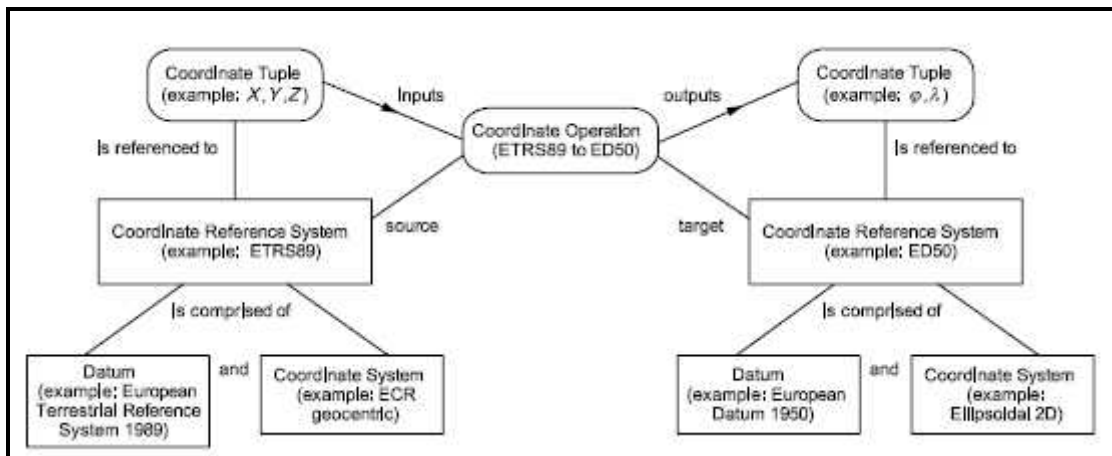 Coordinate Tuple
(example: X,Y,Z)
Inputs
outputs
Coordinate Tuple
(example: φ,λ)
Coordinate Operation
(ETRS89 to ED50)
Is referenced to
Is referenced to
Coordinate Reference System
(example: ETRS89)
source
target
Coordinate Reference System
(example: ED50)
Is comprised of
Is comprised of
Datum
(example: European
Terrestrial Reference
System 1989)
and
Coordinate System
(example: ECR
geocentric)
Datum
(example: European
Datum 1950)
and
Coordinate System
(example:
Ellipsoidal 2D)